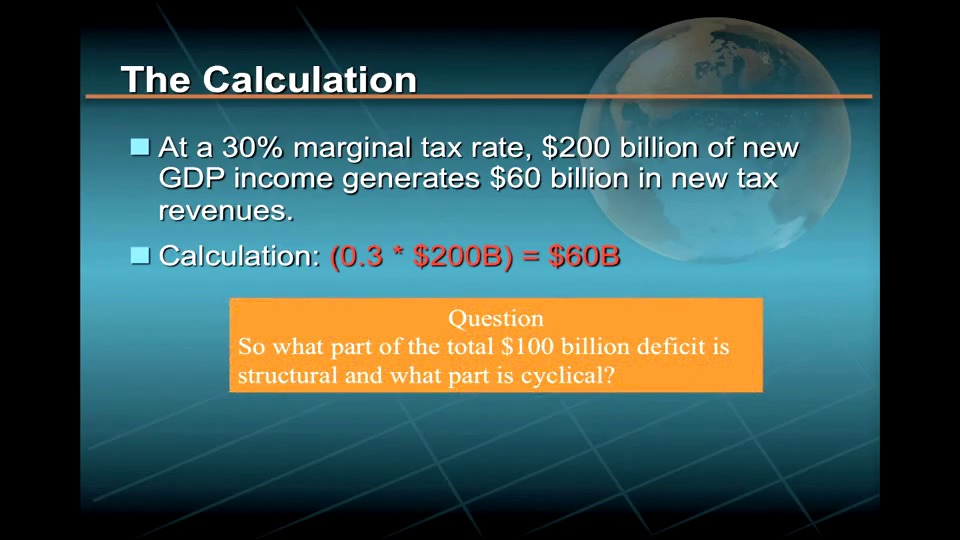 The Calculation
At a 30% marginal tax rate, $200 billion of new
GDP income generates $60 billion in new tax
revenues.
Calculation: (0.3 * $200B) = $60B
Question
So what part of the total $100 billion deficit is
structural and what part is cyclical?